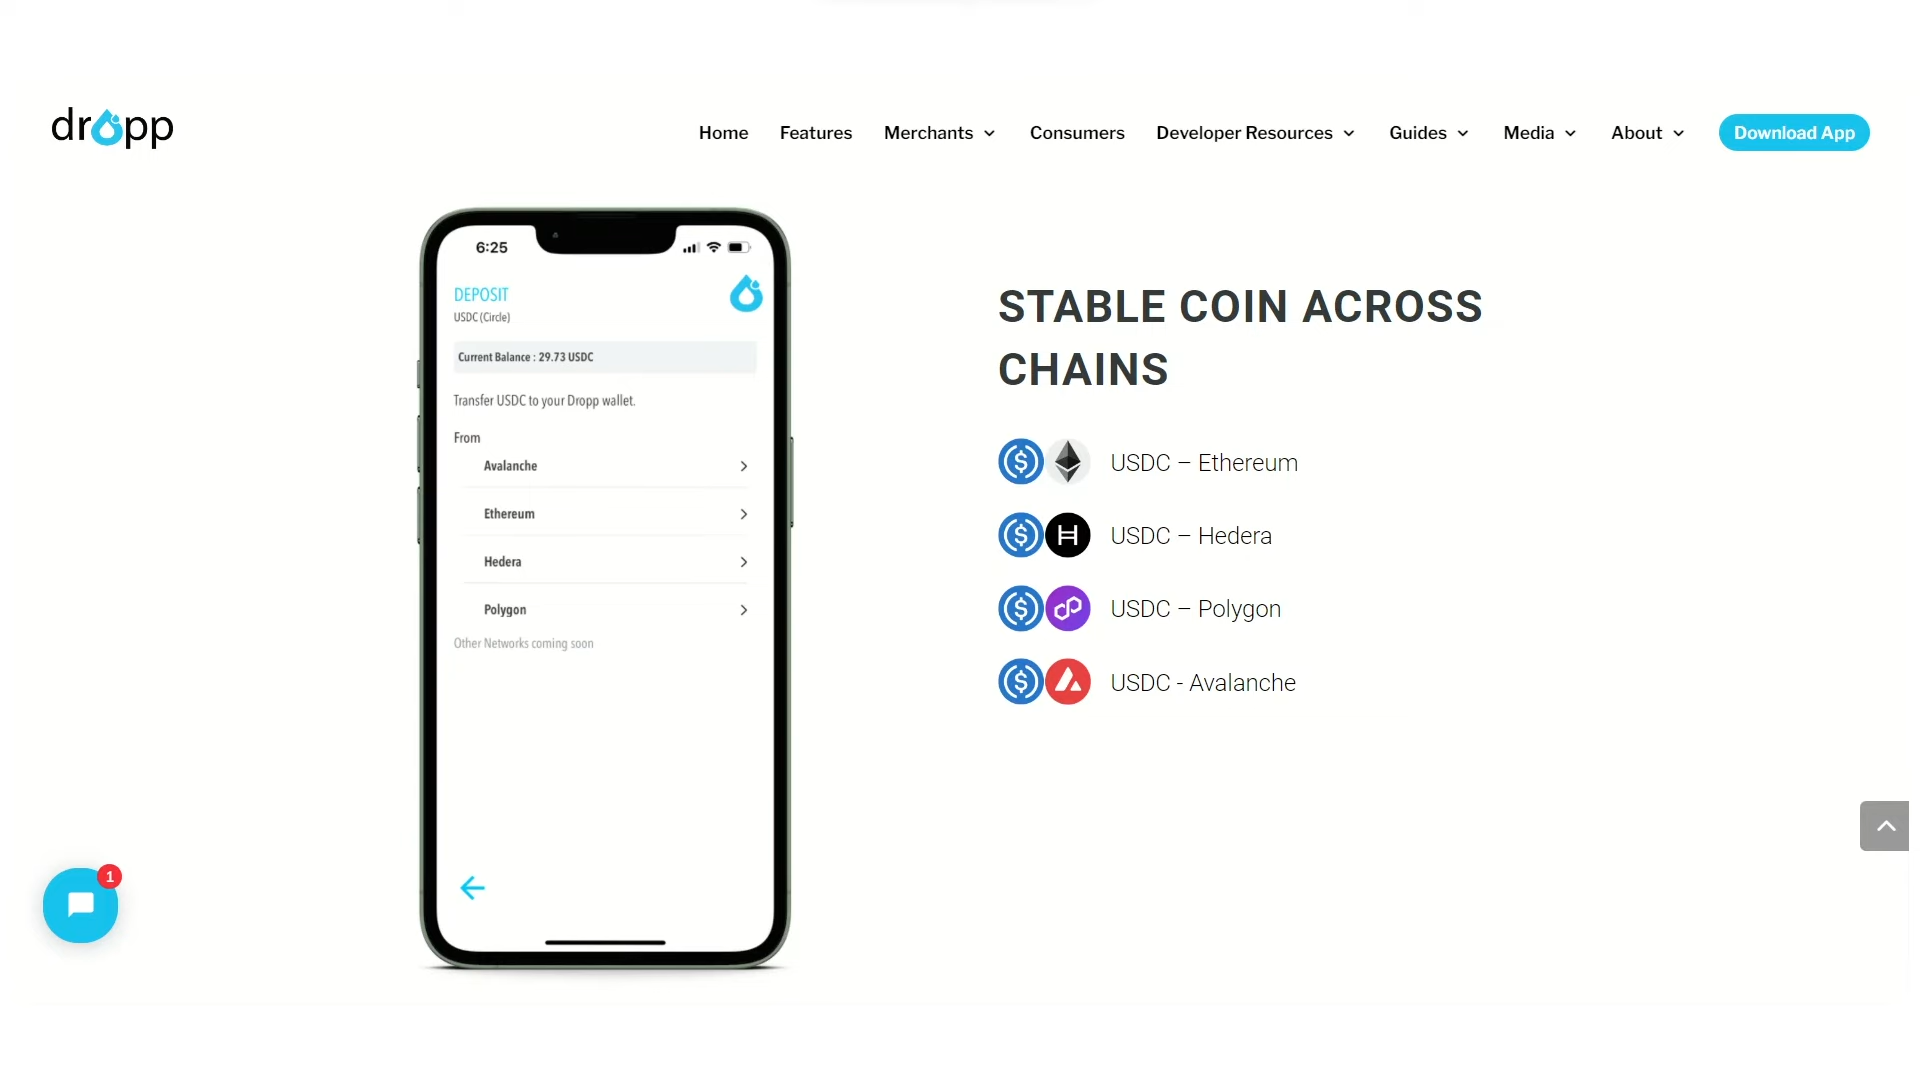 dropp
Home Features Merchants Consumers Developer Resources Guides Media About Download App
6:25
DEPOSIT
USDC (Circle)
Current Balance : 29.73 USDC
Transfer USDC to your Dropp wallet.
From
Avalanche
Ethereum
Hedera
Polygon
Other Networks coming soon
STABLE COIN ACROSS
CHAINS
USDC – Ethereum
USDC – Hedera
USDC – Polygon
USDC - Avalanche
1